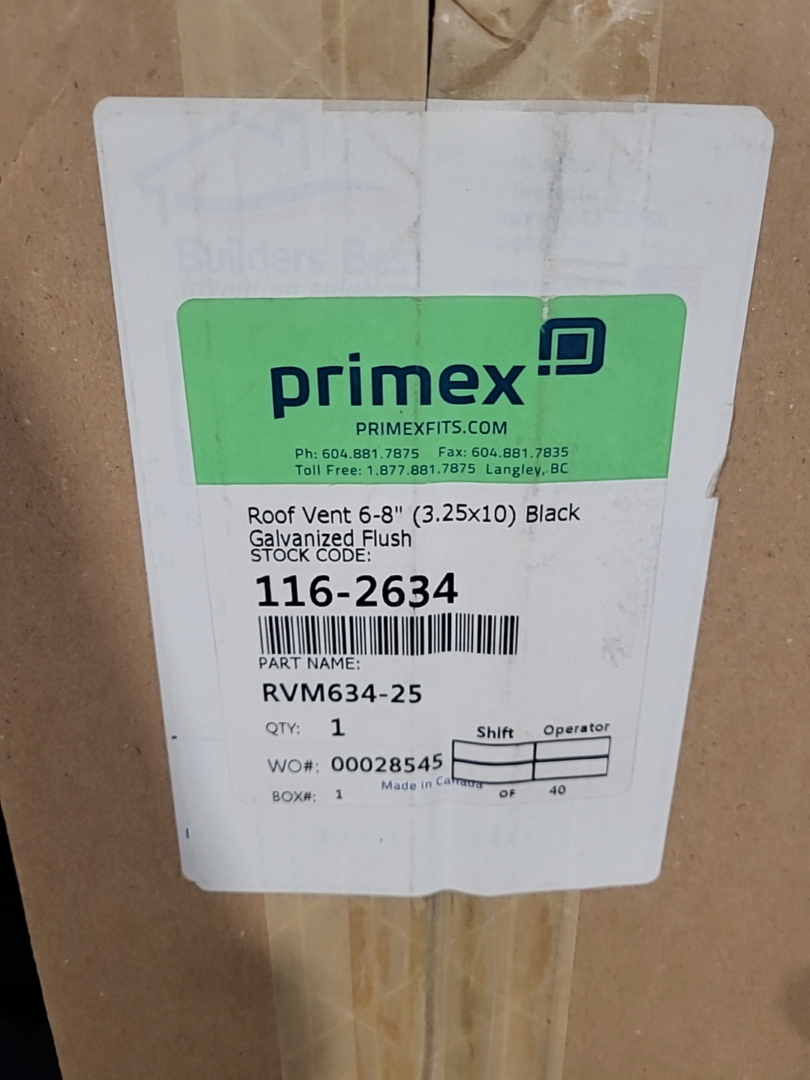 Builders Bes
primex
PRIMEXFITS.COM
Ph: 604.881.7875 Fax: 604.881.7835
Toll Free: 1.877.881.7875 Langley, BC
Roof Vent 6-8" (3.25x10) Black
Galvanized Flush
STOCK CODE:
116-2634
PART NAME:
RVM634-25
QTY: 1
Shift Operator
WO#: 00028545
Made in Canada
BOX#: 1 OF 40